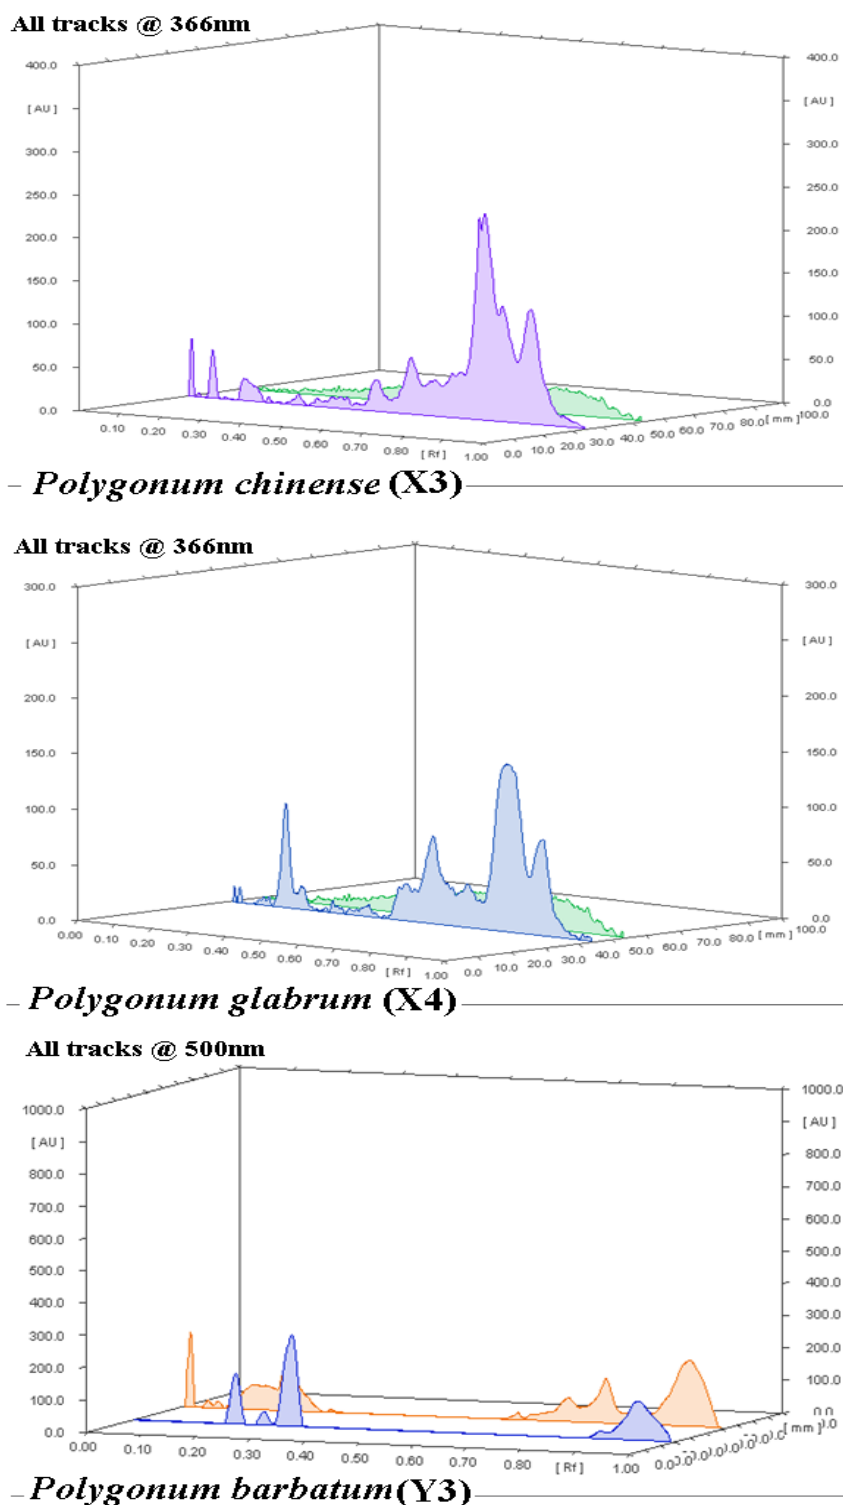 All tracks @ 366nm
400.0 400.0
[ AU ] [ AU ]
300.0 300.0
250.0 250.0
200.0 200.0
150.0 150.0
100.0 100.0
50.0 50.0
0.0 0.0
0.10 0.20 0.30 0.40 0.50 0.60 0.70 0.80 [ Rf ] 1.00 0.0 10.0 20.0 30.0 40.0 50.0 60.0 70.0 80.0 [ mm ] 100.0
Polygonum chinense (X3)
All tracks @ 366nm
300.0 300.0
[ AU ] [ AU ]
200.0 200.0
150.0 150.0
100.0 100.0
50.0 50.0
0.0 0.0
0.00 0.10 0.20 0.30 0.40 0.50 0.60 0.70 0.80 [ Rf ] 1.00 0.0 10.0 20.0 30.0 40.0 50.0 60.0 70.0 80.0 [ mm ] 100.0
Polygonum glabrum (X4)
All tracks @ 500nm
1000.0 1000.0
[ AU ] [ AU ]
800.0 800.0
700.0 700.0
600.0 600.0
500.0 500.0
400.0 400.0
300.0 300.0
200.0 200.0
100.0 100.0
0.0 0.0
0.00 0.10 0.20 0.30 0.40 0.50 0.60 0.70 0.80 [ Rf ] 1.00 [ mm ]
Polygonum barbatum (Y3)